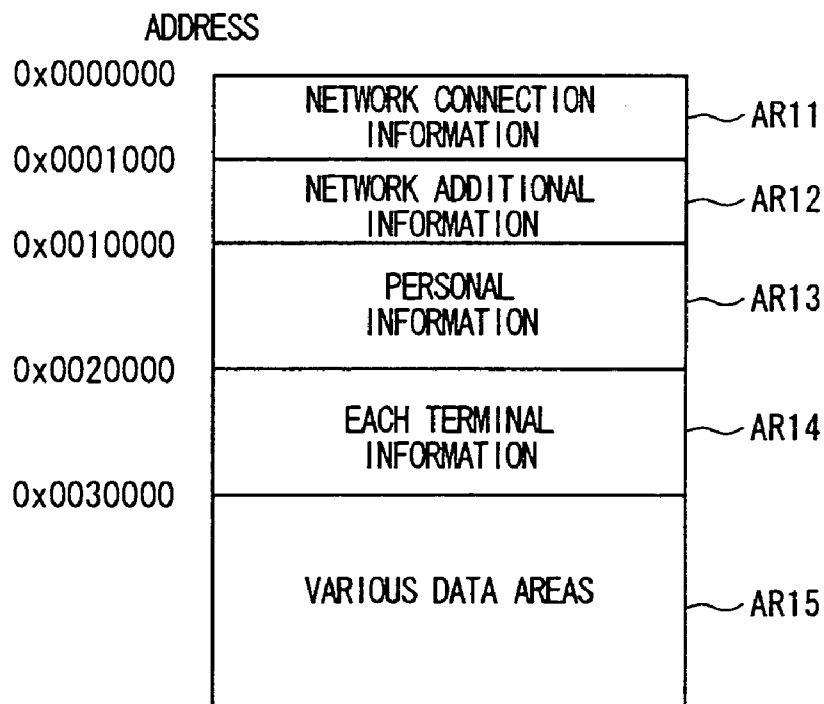 ADDRESS
0x0000000
NETWORK CONNECTION
INFORMATION
AR11
0x0001000
NETWORK ADDITIONAL
INFORMATION
AR12
0x0010000
PERSONAL
INFORMATION
AR13
0x0020000
EACH TERMINAL
INFORMATION
AR14
0x0030000
VARIOUS DATA AREAS
AR15